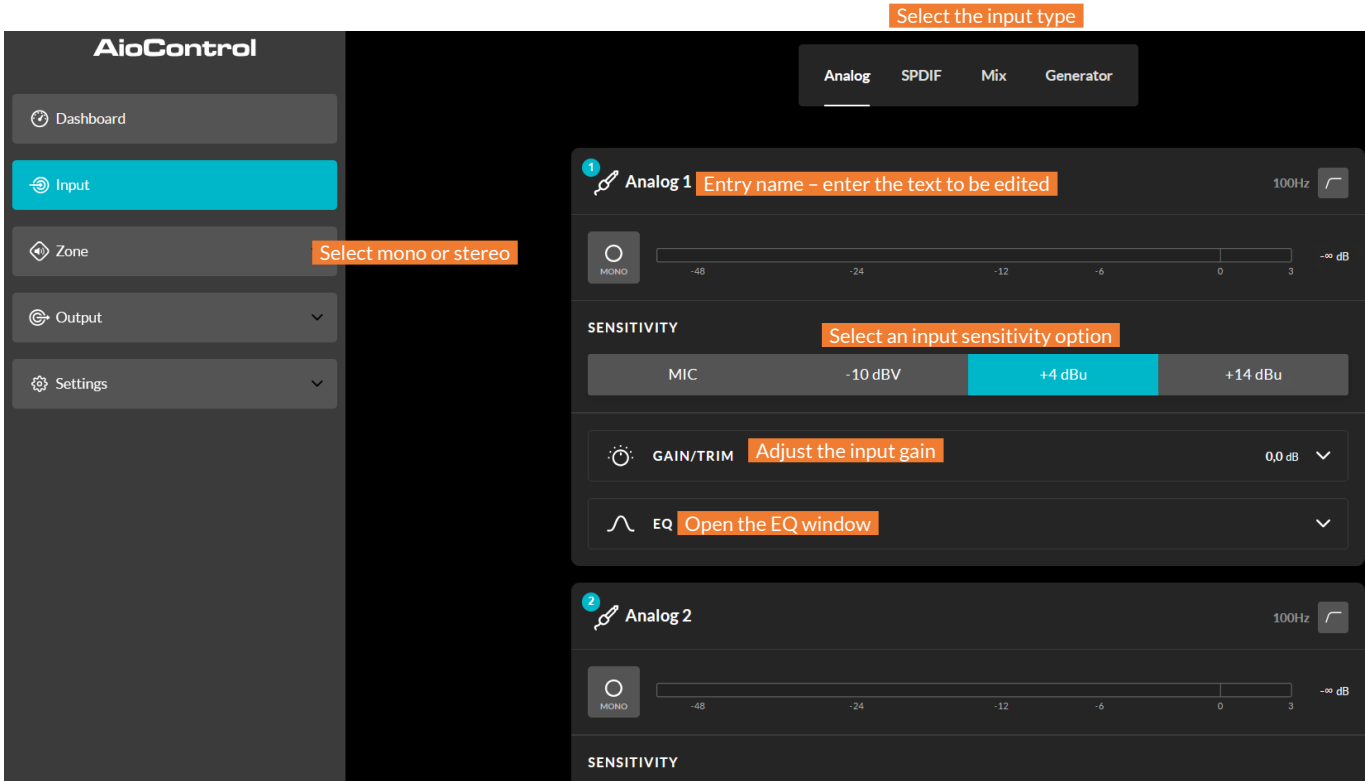 Select the input type
AioControl
Analog SPDIF Mix Generator
Dashboard
Input
Zone
Output
Settings
1
Analog 1 Entry name – enter the text to be edited 100Hz
Select mono or stereo
MONO -48 -24 -12 -6 0 3 -∞ dB
SENSITIVITY
Select an input sensitivity option
MIC -10 dBV +4 dBu +14 dBu
GAIN/TRIM Adjust the input gain 0,0 dB
EQ Open the EQ window
2
Analog 2 100Hz
MONO -48 -24 -12 -6 0 3 -∞ dB
SENSITIVITY